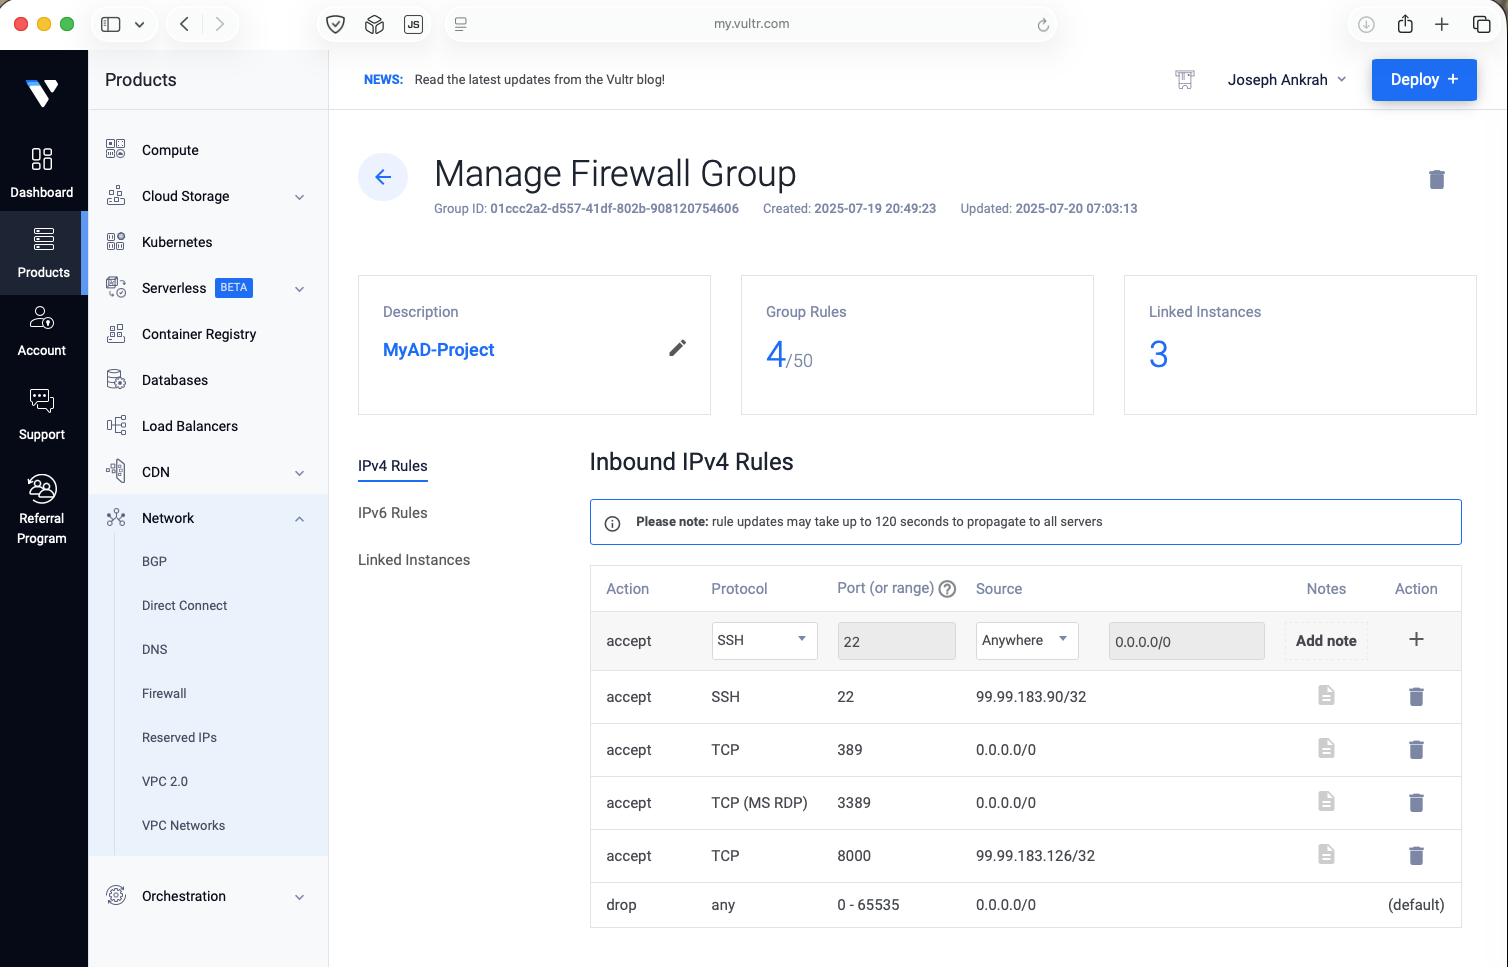 my.vultr.com
JS
Products
NEWS: Read the latest updates from the Vultr blog!
Joseph Ankrah
Deploy +
Dashboard
Products
Account
Support
Referral
Program
Compute
Cloud Storage
Kubernetes
Serverless BETA
Container Registry
Databases
Load Balancers
CDN
Network
BGP
Direct Connect
DNS
Firewall
Reserved IPs
VPC 2.0
VPC Networks
Orchestration
Manage Firewall Group
Group ID: 01ccc2a2-d557-41df-802b-908120754606 Created: 2025-07-19 20:49:23 Updated: 2025-07-20 07:03:13
Description
MyAD-Project
Group Rules
4/50
Linked Instances
3
IPv4 Rules
IPv6 Rules
Linked Instances
Inbound IPv4 Rules
Please note: rule updates may take up to 120 seconds to propagate to all servers
Action Protocol Port (or range) ? Source Notes Action
accept SSH 22 Anywhere 0.0.0.0/0 Add note +
accept SSH 22 99.99.183.90/32
accept TCP 389 0.0.0.0/0
accept TCP (MS RDP) 3389 0.0.0.0/0
accept TCP 8000 99.99.183.126/32
drop any 0 - 65535 0.0.0.0/0 (default)